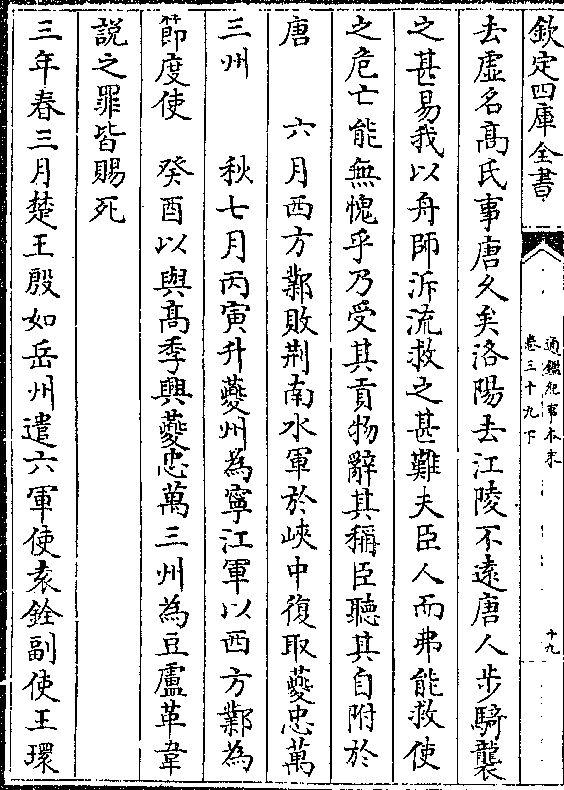 欽定四庫全書
通鑑紀事本末
卷三十九下
十九
去虛名髙氏事唐久矣洛陽去江陵不逺唐人步騎襲
之甚易我以舟師泝流救之甚難夫臣人而弗能救使
之危亡能無愧乎乃受其貢物辭其稱臣聽其自附於
唐　六月西方鄴敗荆南水軍於峽中復取夔忠萬
三州　秋七月丙寅升夔州為寧江軍以西方鄴為
節度使　癸酉以與髙季興夔忠萬三州為豆盧革韋
説之罪皆賜死
三年春三月楚王殷如岳州遣六軍使袁銓副使王環